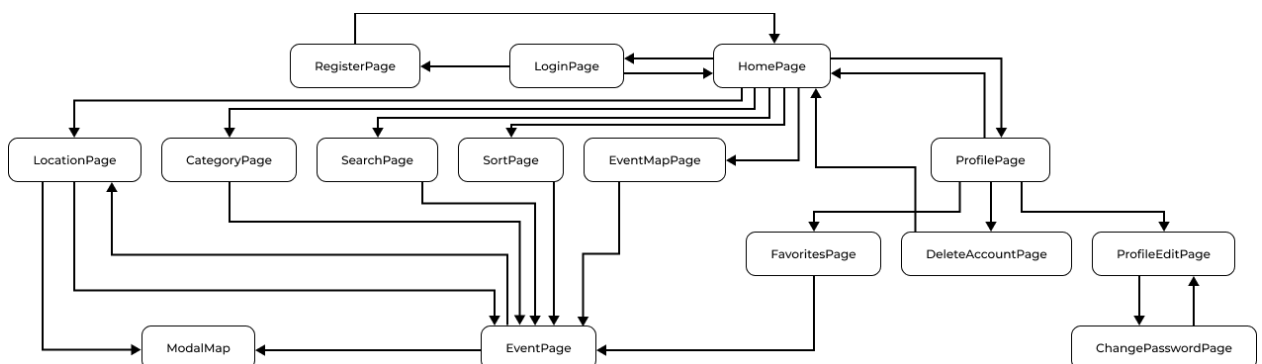 RegisterPage
LoginPage
HomePage
LocationPage
CategoryPage
SearchPage
SortPage
EventMapPage
ProfilePage
FavoritesPage
DeleteAccountPage
ProfileEditPage
ModalMap
EventPage
ChangePasswordPage